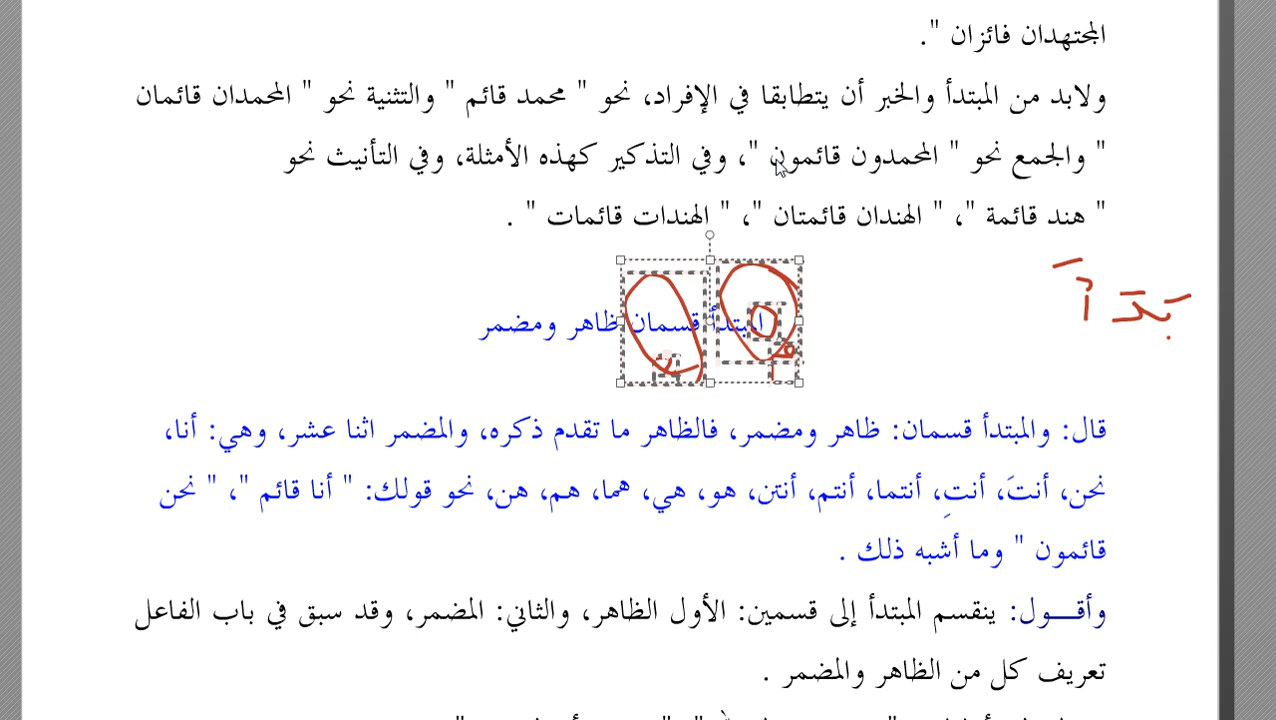 المجتهدان فائزان ".
ولابد من المبتدأ والخبر أن يتطابقا في الإفراد، نحو " محمد قائم " والتثنية نحو " المحمدان قائمان
" والجمع نحو " المحمدون قائمون "، وفي التذكير كهذه الأمثلة، وفي التأنيث نحو
" هند قائمة "، " الهندان قائمتان "، " الهندات قائمات " .
بَدَأَ
المبتدأ قسمان ظاهر ومضمر
قال: والمبتدأ قسمان: ظاهر ومضمر، فالظاهر ما تقدم ذكره، والمضمر اثنا عشر، وهي: أنا،
نحن، أنتَ، أنتِ، أنتما، أنتم، أنتن، هو، هي، هما، هم، هن، نحو قولك: " أنا قائم "، " نحن
قائمون " وما أشبه ذلك .
وأقـــول: ينقسم المبتدأ إلى قسمين: الأول الظاهر، والثاني: المضمر، وقد سبق في باب الفاعل
تعريف كل من الظاهر والمضمر .